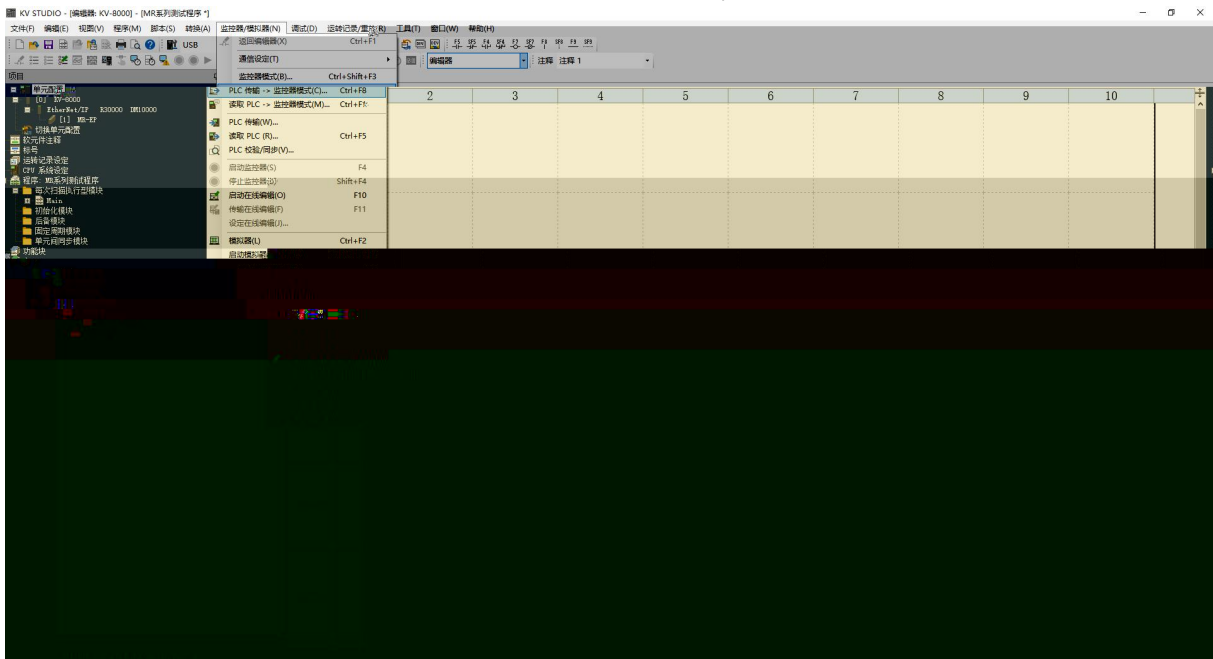 KV STUDIO - [编辑器: KV-8000] - [MR系列测试程序 *]
文件(F) 编辑(E) 视图(V) 程序(M) 脚本(S) 转换(A) 监控器/模拟器(N) 调试(D) 运转记录/重放(R) 工具(T) 窗口(W) 帮助(H)
USB
返回编辑器(X) Ctrl+F1
通信设定(T)
编辑器 注释 注释 1
项目
监控器模式(B)... Ctrl+Shift+F3
单元配置
PLC 传输 -> 监控器模式(C)... Ctrl+F8
2 3 4 5 6 7 8 9 10
[0] KV-8000
读取 PLC -> 监控器模式(M)...
EtherNet/IP R30000 DM10000
[1] MR-EP
PLC 传输(W)...
切换单元配置
读取 PLC (R)... Ctrl+F5
软元件注释
标号
PLC 校验/同步(V)...
运转记录设定
CPU 系统设定
启动监控器(S) F4
程序: MR系列测试程序
停止监控器(D) Shift+F4
每次扫描执行型模块
启动在线编辑(O) F10
Main
初始化模块
传输在线编辑(F) F11
后备模块
设定在线编辑(J)...
固定周期模块
单元间同步模块
模拟器(L) Ctrl+F2
功能块
启动模拟器